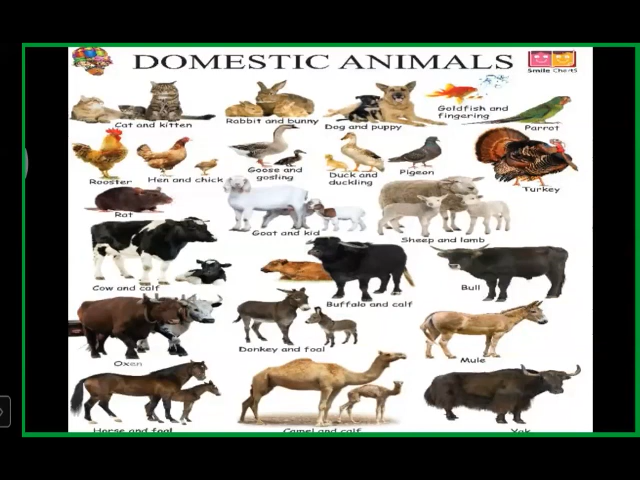 DOMESTIC ANIMALS
Smile Charts
Cat and kitten
Rabbit and bunny
Dog and puppy
Goldfish and
fingering
Parrot
Rooster
Hen and chick
Goose and
gosling
Duck and
duckling
Pigeon
Turkey
Rat
Goat and kid
Sheep and lamb
Cow and calf
Buffalo and calf
Bull
Oxen
Donkey and foal
Mule
Horse and foal
Camel and calf
Yak